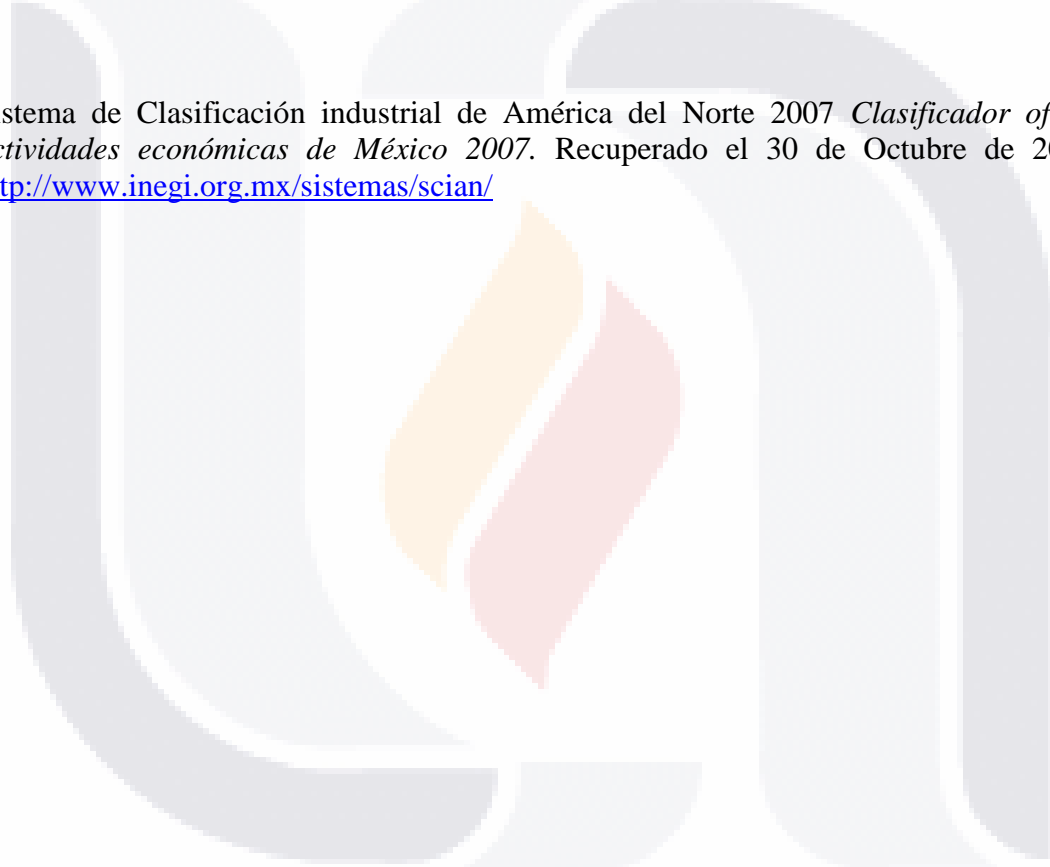 istema de Clasificación industrial de América del Norte 2007 Clasificador of
ctividades económicas de México 2007. Recuperado el 30 de Octubre de 20
tp://www.inegi.org.mx/sistemas/scian/